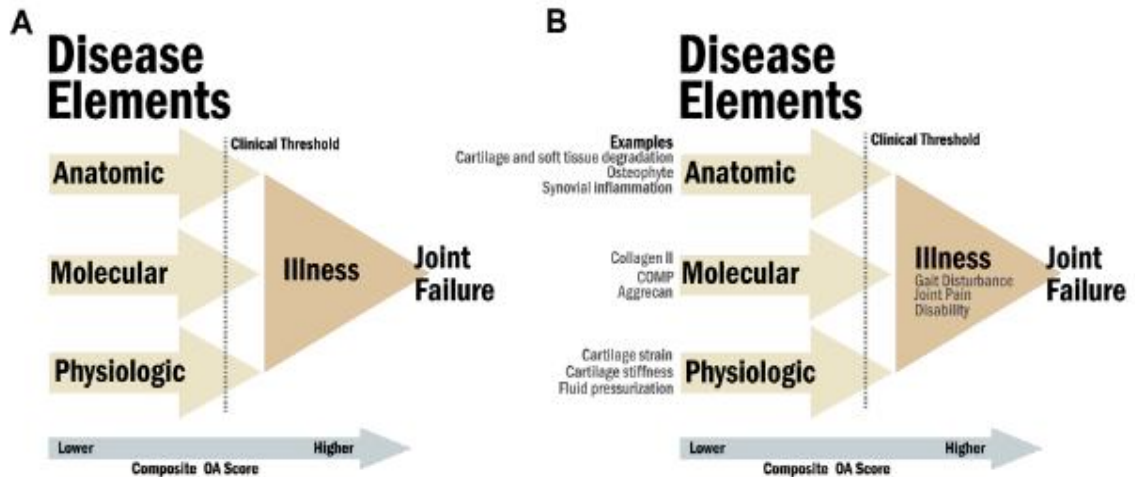 A
Disease
Elements
Clinical Threshold
Anatomic
Molecular
Physiologic
Illness
Joint
Failure
Lower
Higher
Composite OA Score
B
Disease
Elements
Clinical Threshold
Examples
Cartilage and soft tissue degradation
Osteophyte
Synovial inflammation
Anatomic
Collagen II
COMP
Aggrecan
Molecular
Cartilage strain
Cartilage stiffness
Fluid pressurization
Physiologic
Illness
Gait Disturbance
Joint Pain
Disability
Joint
Failure
Lower
Higher
Composite OA Score